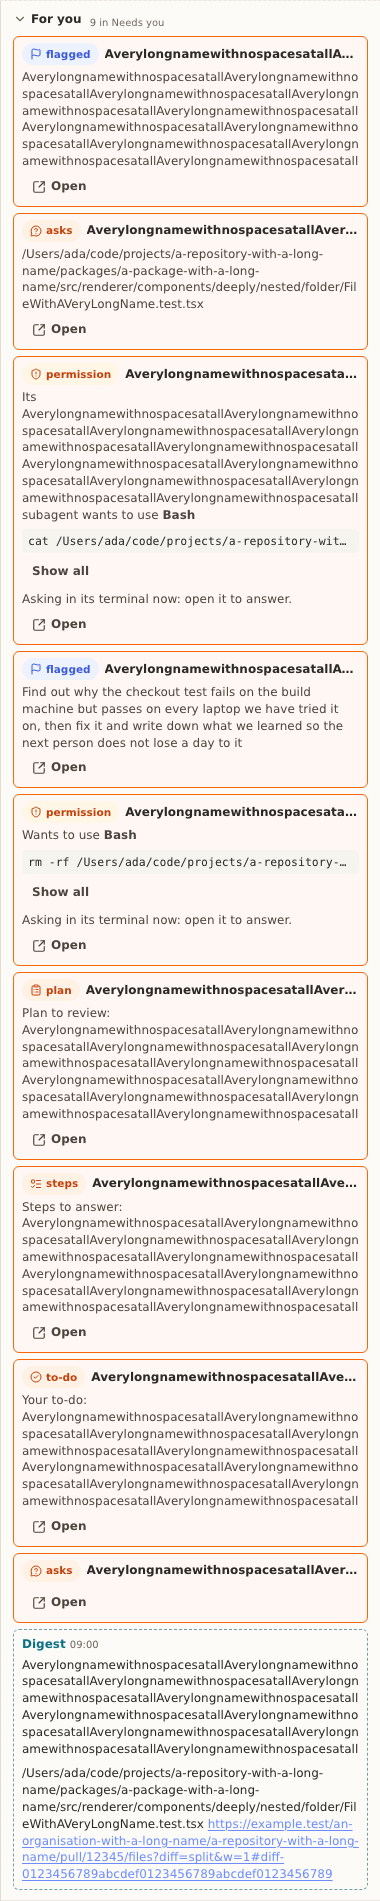 For you 9 in Needs you
flagged AverylongnamewithnospacesatallA…
AverylongnamewithnospacesatallAverylongnamewithno
spacesatallAverylongnamewithnospacesatallAverylongn
amewithnospacesatallAverylongnamewithnospacesatall
AverylongnamewithnospacesatallAverylongnamewithno
spacesatallAverylongnamewithnospacesatallAverylongn
amewithnospacesatallAverylongnamewithnospacesatall
Open
asks AverylongnamewithnospacesatallAver…
/Users/ada/code/projects/a-repository-with-a-long-
name/packages/a-package-with-a-long-
name/src/renderer/components/deeply/nested/folder/Fil
eWithAVeryLongName.test.tsx
Open
permission Averylongnamewithnospacesata…
Its
AverylongnamewithnospacesatallAverylongnamewithno
spacesatallAverylongnamewithnospacesatallAverylongn
amewithnospacesatallAverylongnamewithnospacesatall
AverylongnamewithnospacesatallAverylongnamewithno
spacesatallAverylongnamewithnospacesatallAverylongn
amewithnospacesatallAverylongnamewithnospacesatall
subagent wants to use Bash
cat /Users/ada/code/projects/a-repository-wit…
Show all
Asking in its terminal now: open it to answer.
Open
flagged AverylongnamewithnospacesatallA…
Find out why the checkout test fails on the build
machine but passes on every laptop we have tried it
on, then fix it and write down what we learned so the
next person does not lose a day to it
Open
permission Averylongnamewithnospacesata…
Wants to use Bash
rm -rf /Users/ada/code/projects/a-repository-…
Show all
Asking in its terminal now: open it to answer.
Open
plan AverylongnamewithnospacesatallAver…
Plan to review:
AverylongnamewithnospacesatallAverylongnamewithno
spacesatallAverylongnamewithnospacesatallAverylongn
amewithnospacesatallAverylongnamewithnospacesatall
AverylongnamewithnospacesatallAverylongnamewithno
spacesatallAverylongnamewithnospacesatallAverylongn
amewithnospacesatallAverylongnamewithnospacesatall
Open
steps AverylongnamewithnospacesatallAve…
Steps to answer:
AverylongnamewithnospacesatallAverylongnamewithno
spacesatallAverylongnamewithnospacesatallAverylongn
amewithnospacesatallAverylongnamewithnospacesatall
AverylongnamewithnospacesatallAverylongnamewithno
spacesatallAverylongnamewithnospacesatallAverylongn
amewithnospacesatallAverylongnamewithnospacesatall
Open
to-do AverylongnamewithnospacesatallAve…
Your to-do:
AverylongnamewithnospacesatallAverylongnamewithno
spacesatallAverylongnamewithnospacesatallAverylongn
amewithnospacesatallAverylongnamewithnospacesatall
AverylongnamewithnospacesatallAverylongnamewithno
spacesatallAverylongnamewithnospacesatallAverylongn
amewithnospacesatallAverylongnamewithnospacesatall
Open
asks AverylongnamewithnospacesatallAver…
Open
Digest 09:00
AverylongnamewithnospacesatallAverylongnamewithno
spacesatallAverylongnamewithnospacesatallAverylongn
amewithnospacesatallAverylongnamewithnospacesatall
AverylongnamewithnospacesatallAverylongnamewithno
spacesatallAverylongnamewithnospacesatallAverylongn
amewithnospacesatallAverylongnamewithnospacesatall
/Users/ada/code/projects/a-repository-with-a-long-
name/packages/a-package-with-a-long-
name/src/renderer/components/deeply/nested/folder/Fil
eWithAVeryLongName.test.tsx https://example.test/an-
organisation-with-a-long-name/a-repository-with-a-long-
name/pull/12345/files?diff=split&w=1#diff-
0123456789abcdef0123456789abcdef0123456789